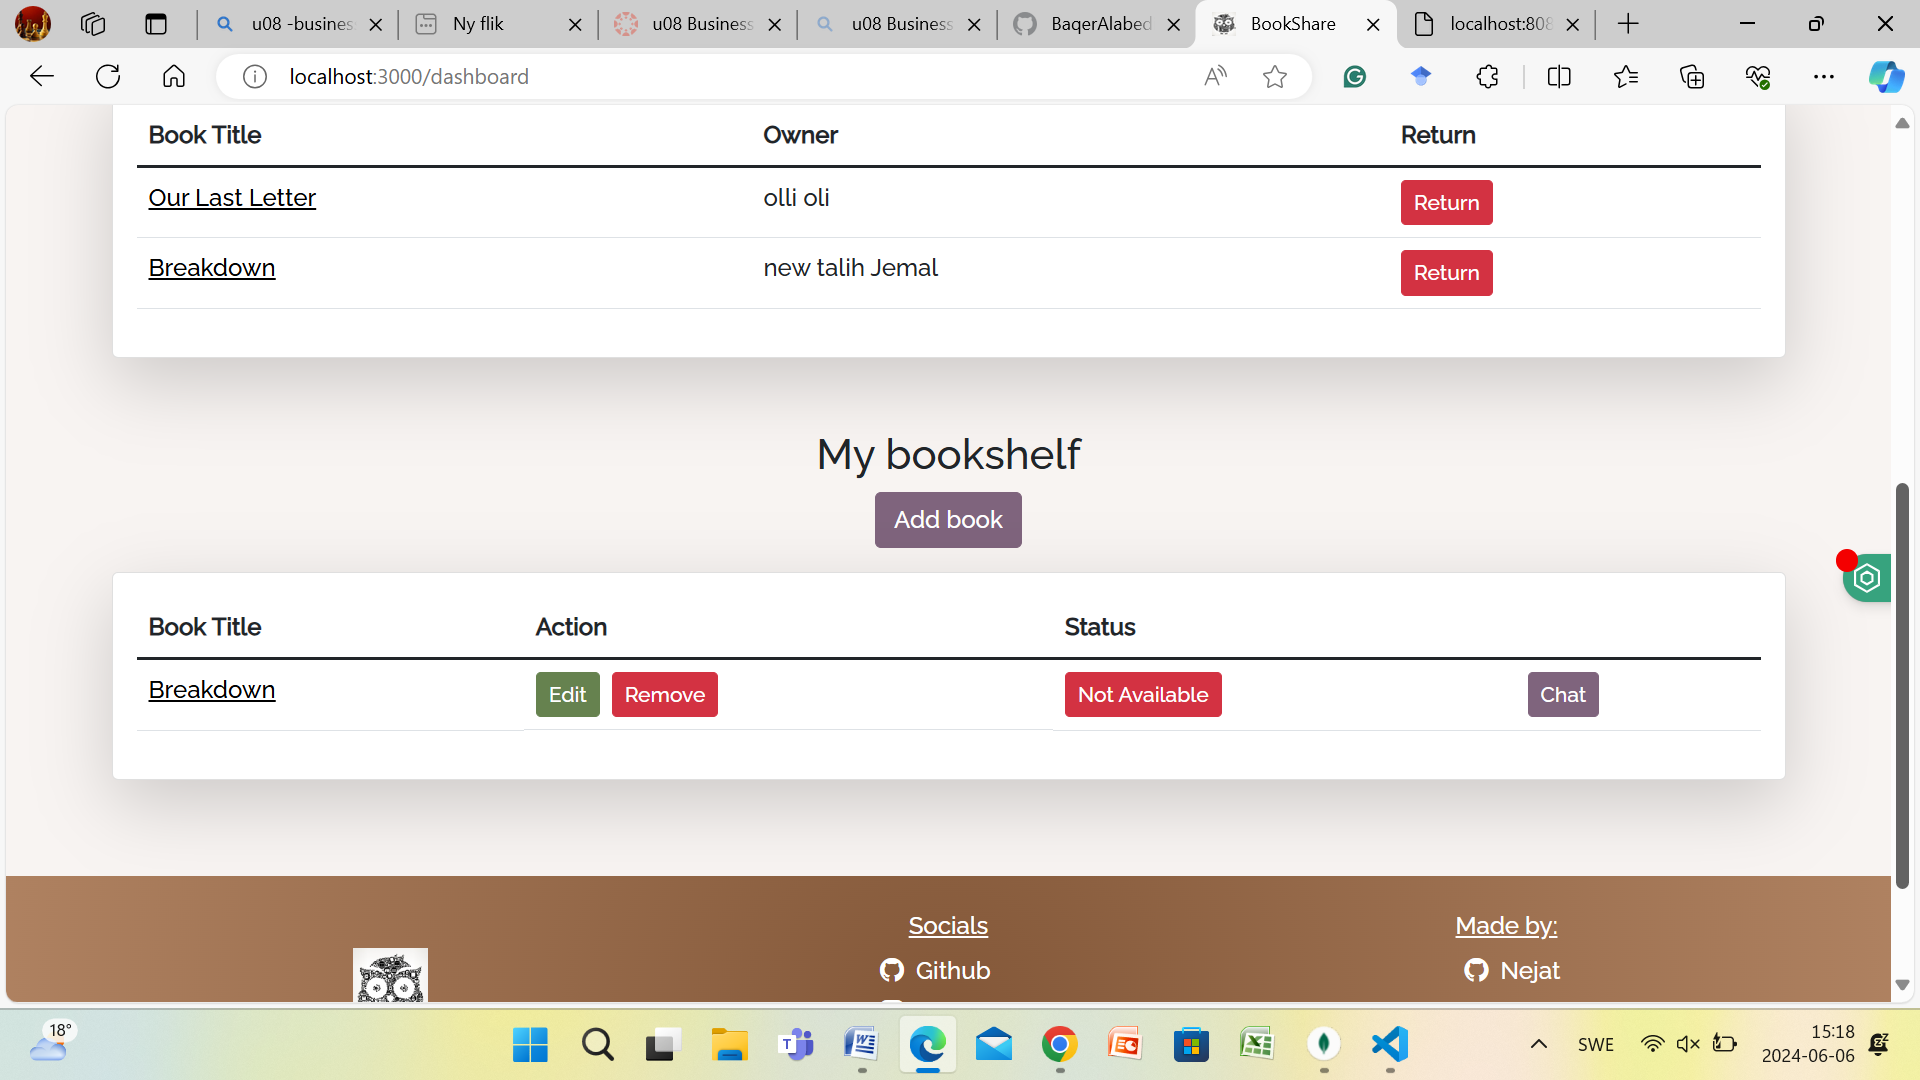 u08 -busines
Ny flik
u08 Business
u08 Business
BaqerAlabed
BookShare
localhost:808
localhost:3000/dashboard
Book Title Owner Return
Our Last Letter olli oli Return
Breakdown new talih Jemal Return
My bookshelf
Add book
Book Title Action Status
Breakdown Edit Remove Not Available Chat
Socials Made by:
Github Nejat
18°
SWE
15:18
2024-06-06